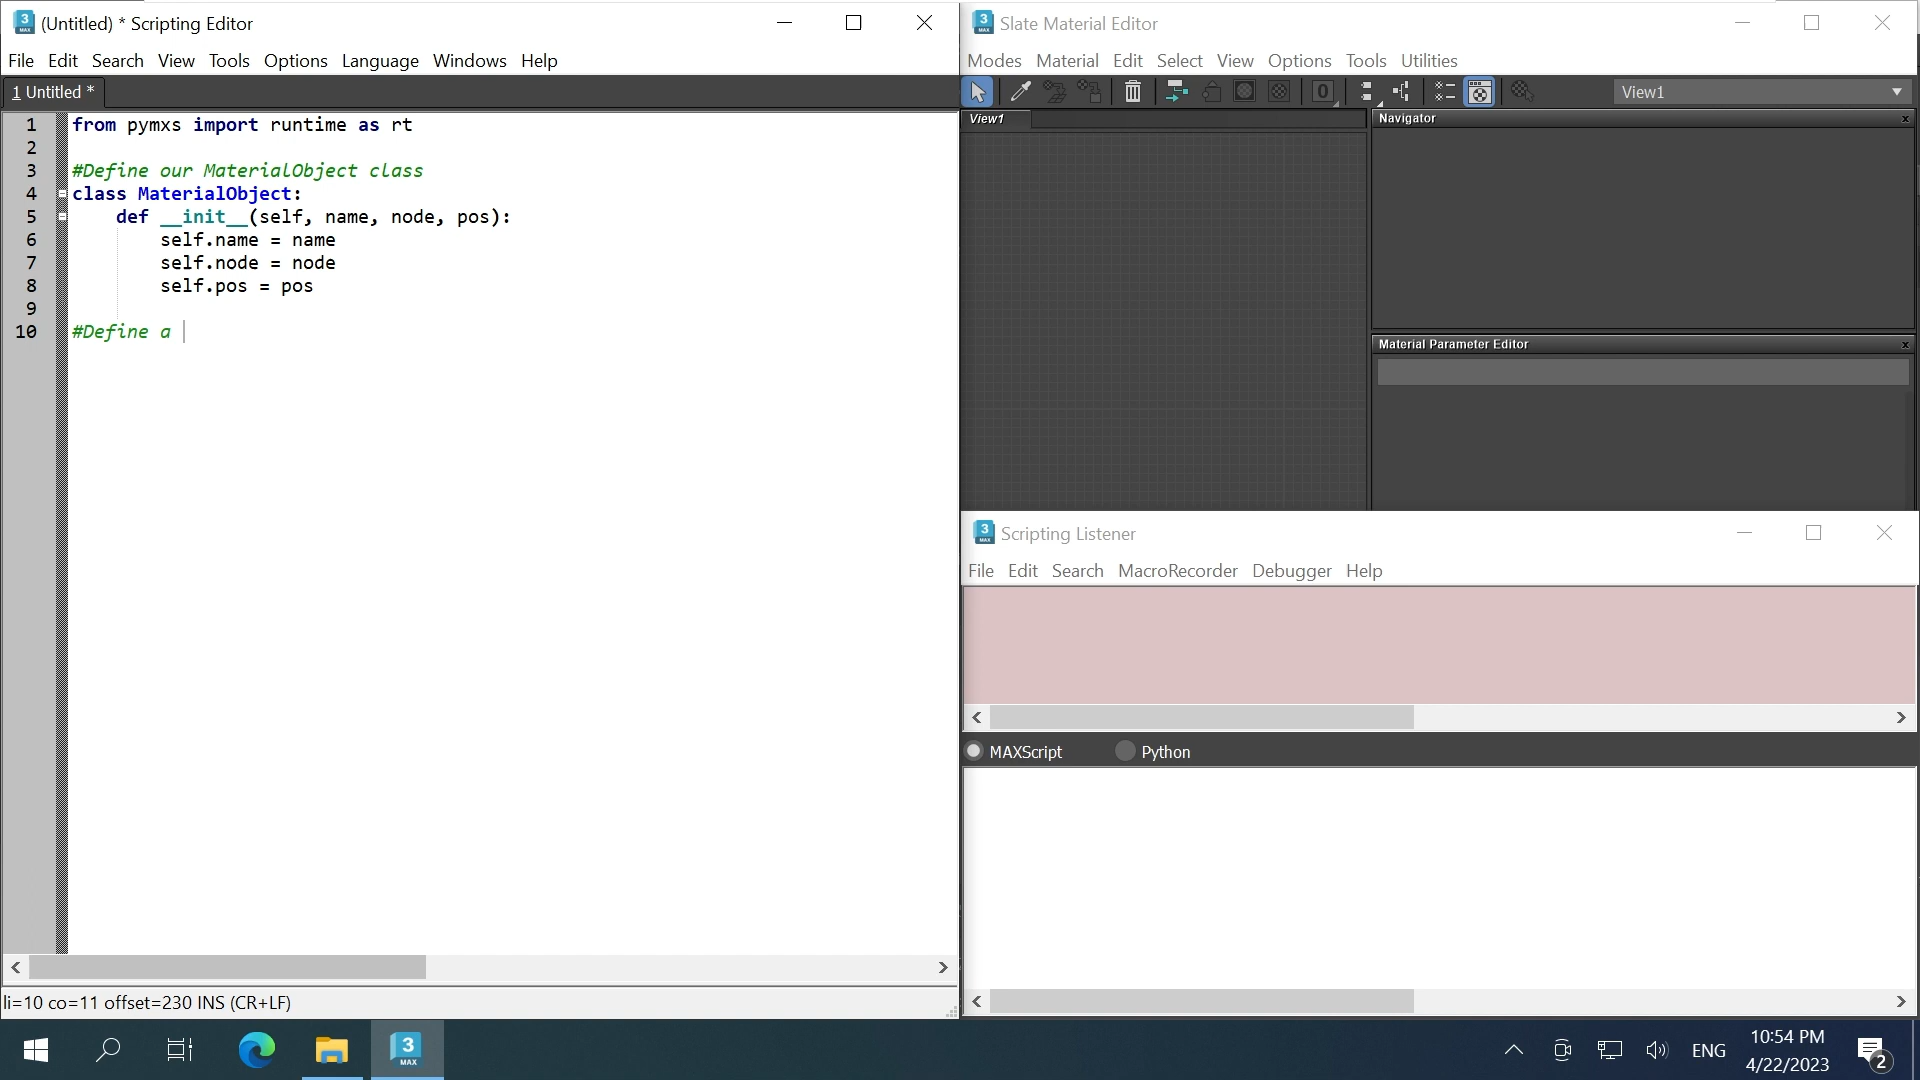 (Untitled) * Scripting Editor
File Edit Search View Tools Options Language Windows Help
1 Untitled *
1 from pymxs import runtime as rt
2
3 #Define our MaterialObject class
4 class MaterialObject:
5 def __init__(self, name, node, pos):
6 self.name = name
7 self.node = node
8 self.pos = pos
9
10 #Define a
li=10 co=11 offset=230 INS (CR+LF)
Slate Material Editor
Modes Material Edit Select View Options Tools Utilities
0
View1
View1
Navigator
x
Material Parameter Editor
x
Scripting Listener
File Edit Search MacroRecorder Debugger Help
MAXScript Python
3
MAX
ENG
10:54 PM
4/22/2023
2